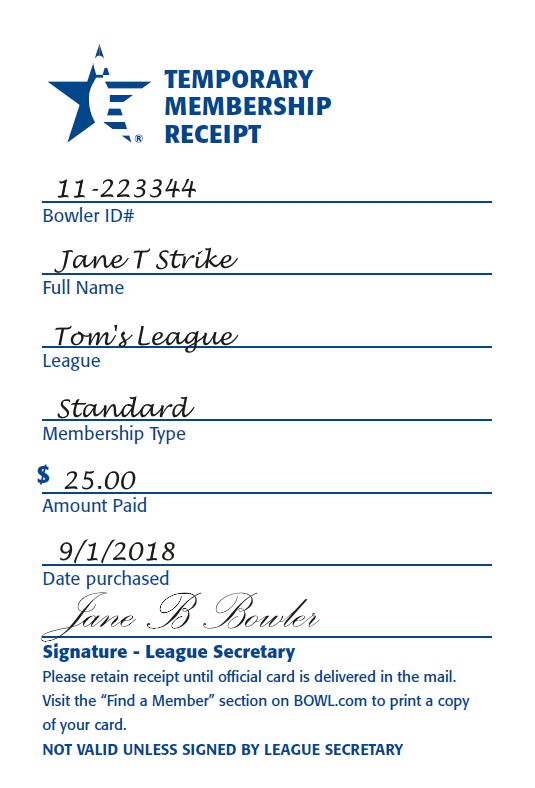 TEMPORARY
MEMBERSHIP
RECEIPT
®
11-223344
Bowler ID#
Jane T Strike
Full Name
Tom's League
League
Standard
Membership Type
$ 25.00
Amount Paid
9/1/2018
Date purchased
Jane B Bowler
Signature - League Secretary
Please retain receipt until official card is delivered in the mail.
Visit the “Find a Member” section on BOWL.com to print a copy
of your card.
NOT VALID UNLESS SIGNED BY LEAGUE SECRETARY